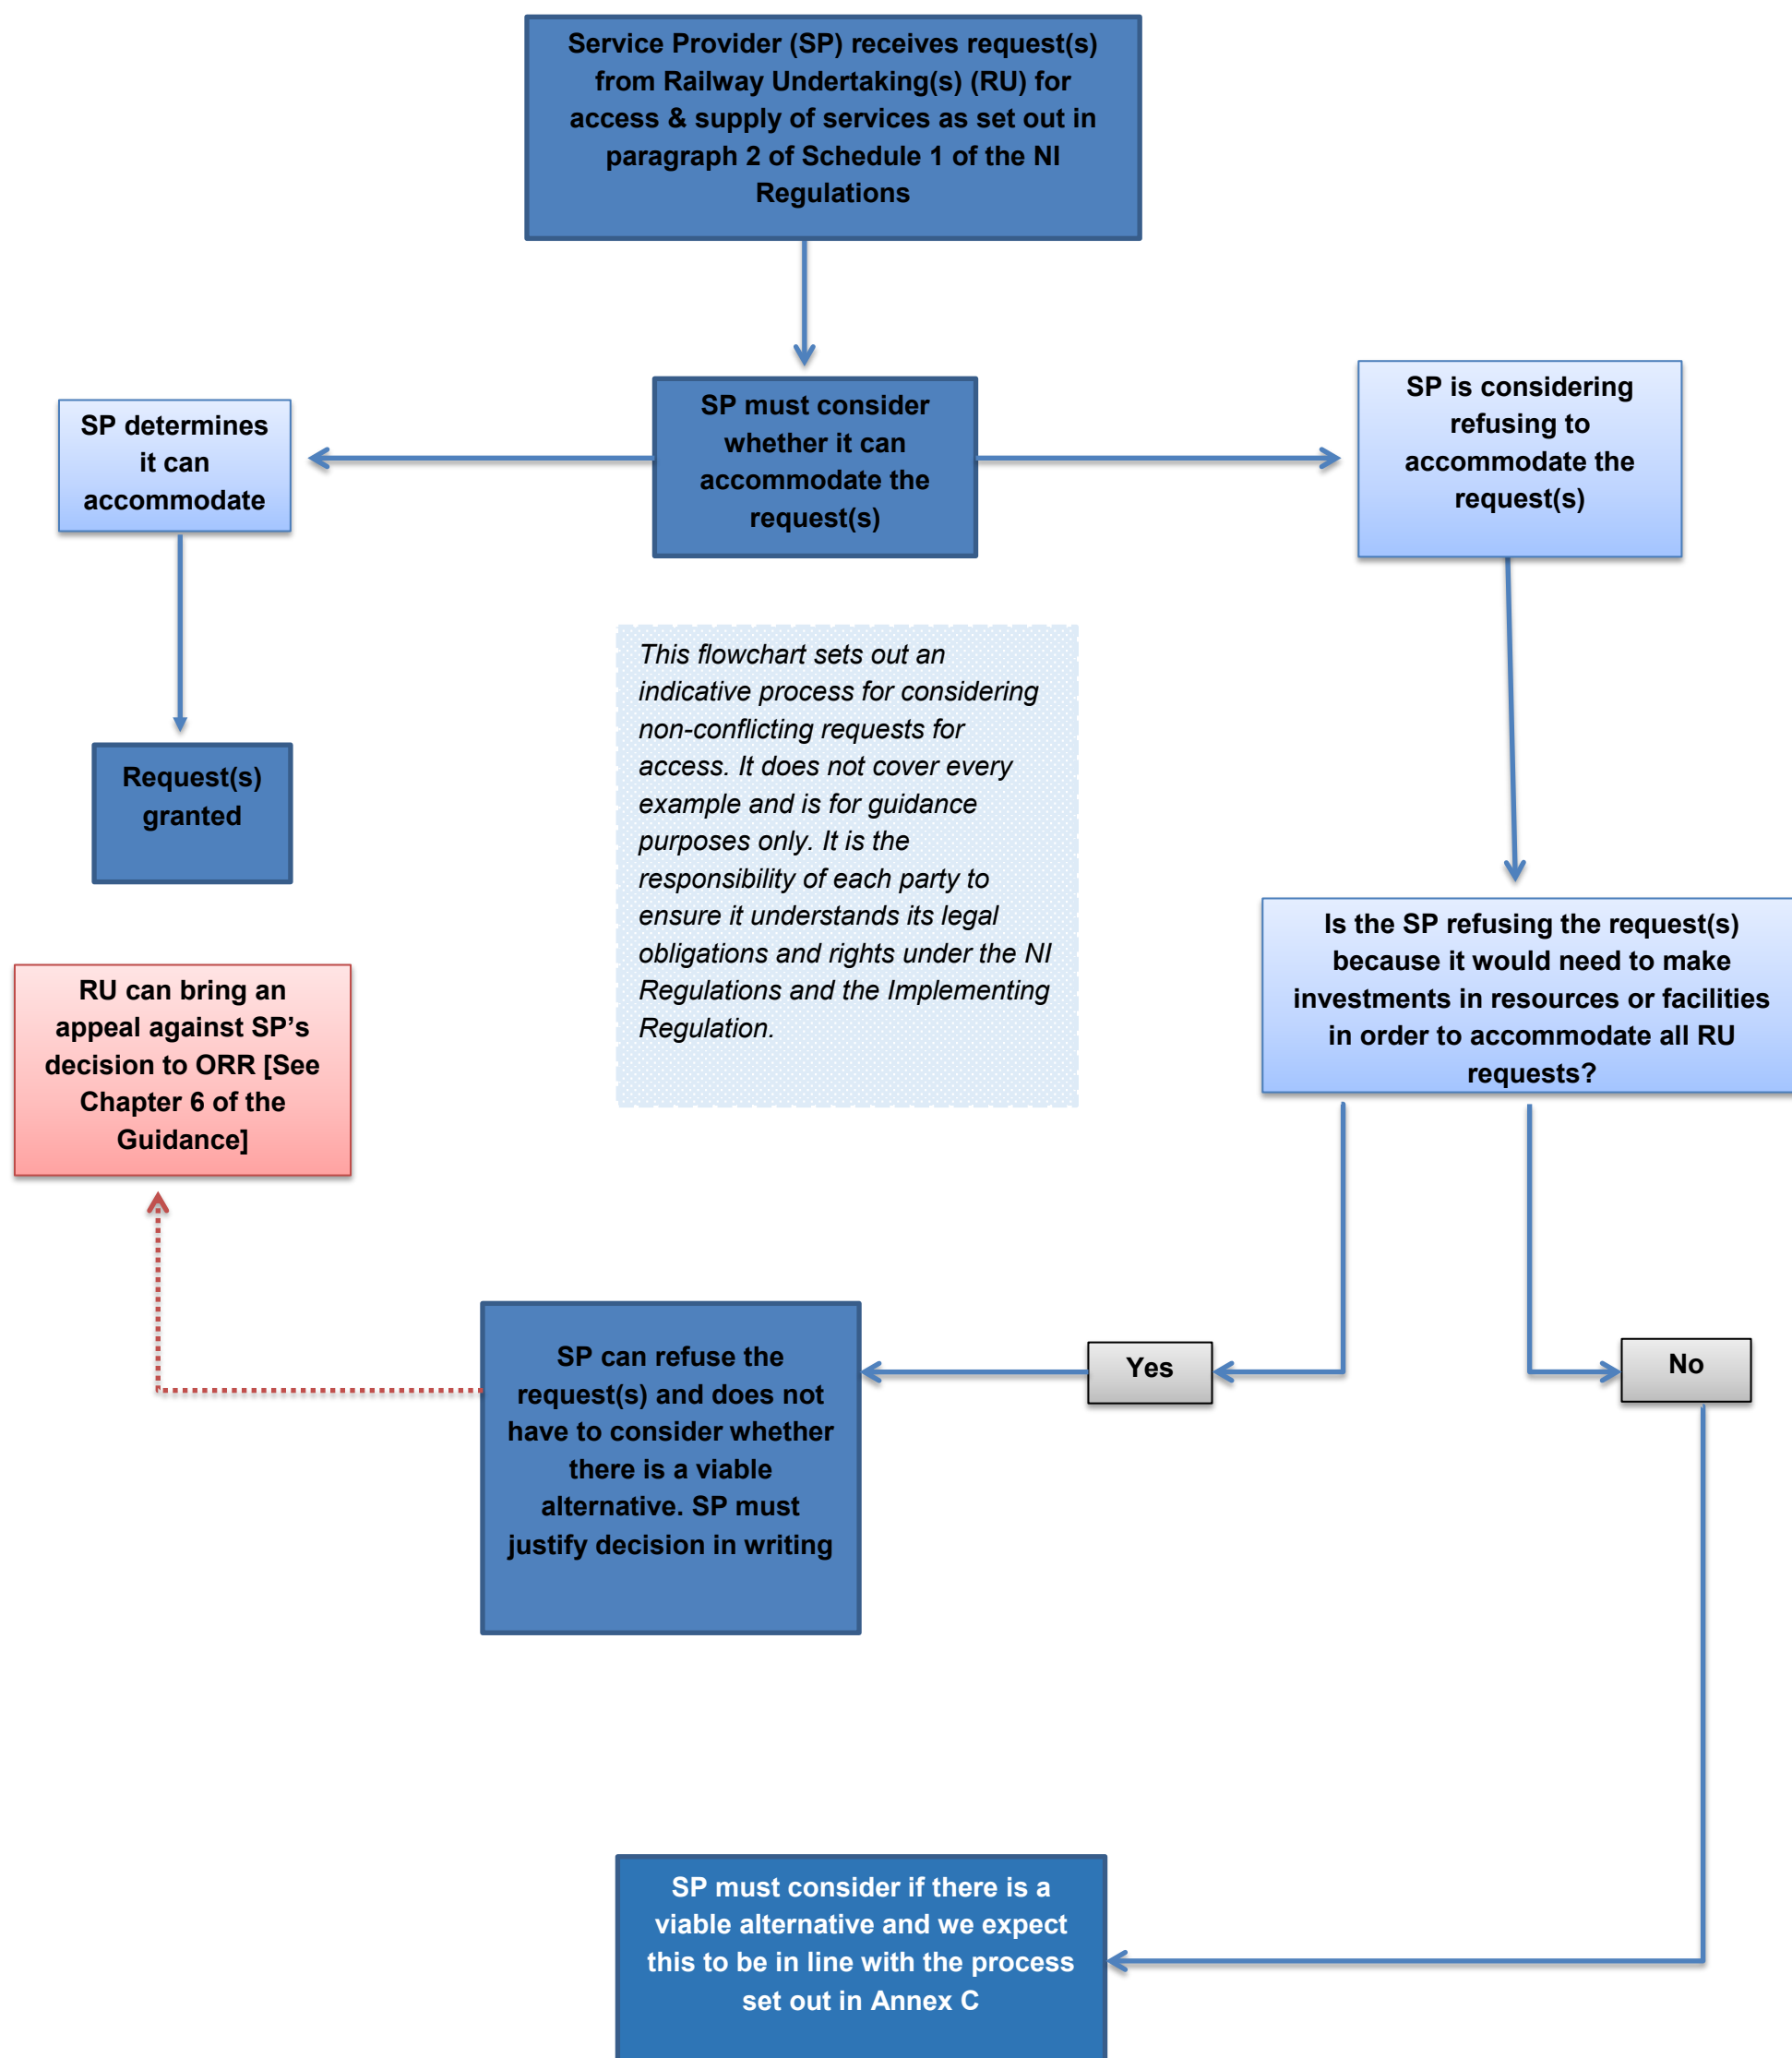 Service Provider (SP) receives request(s)
from Railway Undertaking(s) (RU) for
access & supply of services as set out in
paragraph 2 of Schedule 1 of the NI
Regulations
SP determines
it can
accommodate
SP must consider
whether it can
accommodate the
request(s)
SP is considering
refusing to
accommodate the
request(s)
Request(s)
granted
This flowchart sets out an
indicative process for considering
non-conflicting requests for
access. It does not cover every
example and is for guidance
purposes only. It is the
responsibility of each party to
ensure it understands its legal
obligations and rights under the NI
Regulations and the Implementing
Regulation.
Is the SP refusing the request(s)
because it would need to make
investments in resources or facilities
in order to accommodate all RU
requests?
RU can bring an
appeal against SP’s
decision to ORR [See
Chapter 6 of the
Guidance]
SP can refuse the
request(s) and does not
have to consider whether
there is a viable
alternative. SP must
justify decision in writing
Yes
No
SP must consider if there is a
viable alternative and we expect
this to be in line with the process
set out in Annex C